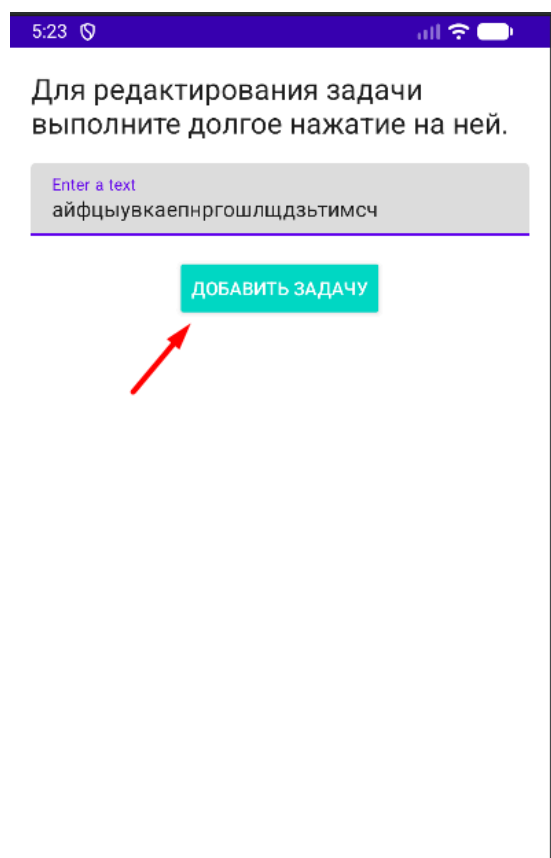 5:23
Для редактирования задачи
выполните долгое нажатие на ней.
Enter a text
айфцыувкаепнргошлщдзьтимсч
ДОБАВИТЬ ЗАДАЧУ